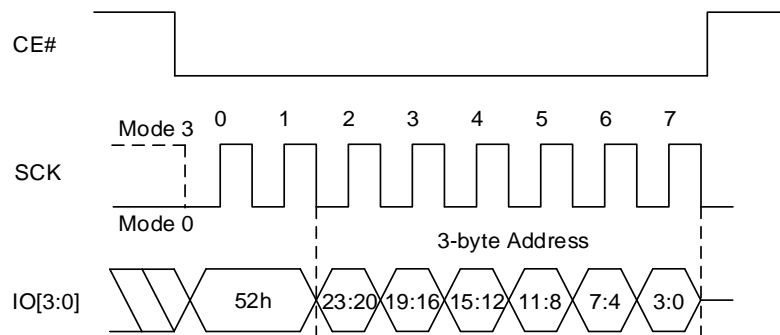 CE#
Mode 3
0 1 2 3 4 5 6 7
SCK
Mode 0
3-byte Address
IO[3:0]
52h 23:20 19:16 15:12 11:8 7:4 3:0